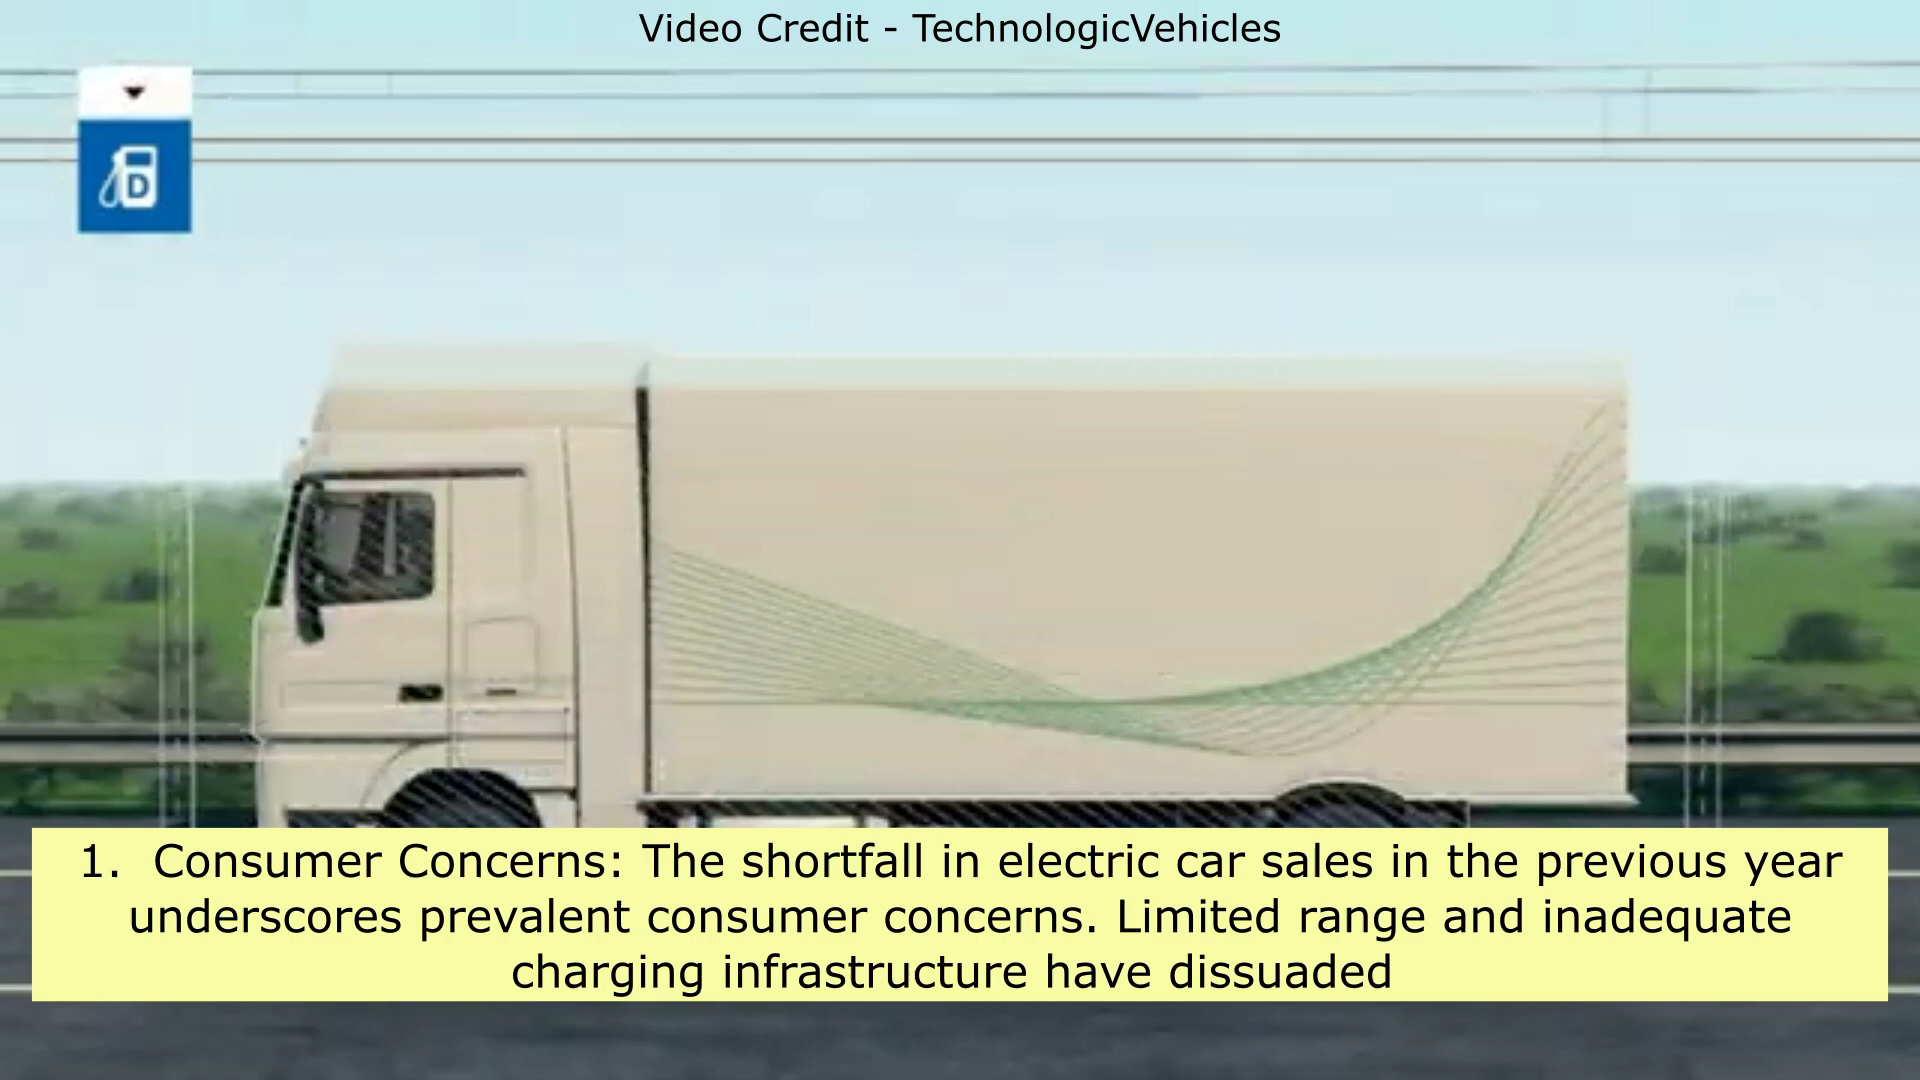 Video Credit - TechnologicVehicles
D
1. Consumer Concerns: The shortfall in electric car sales in the previous year
underscores prevalent consumer concerns. Limited range and inadequate
charging infrastructure have dissuaded